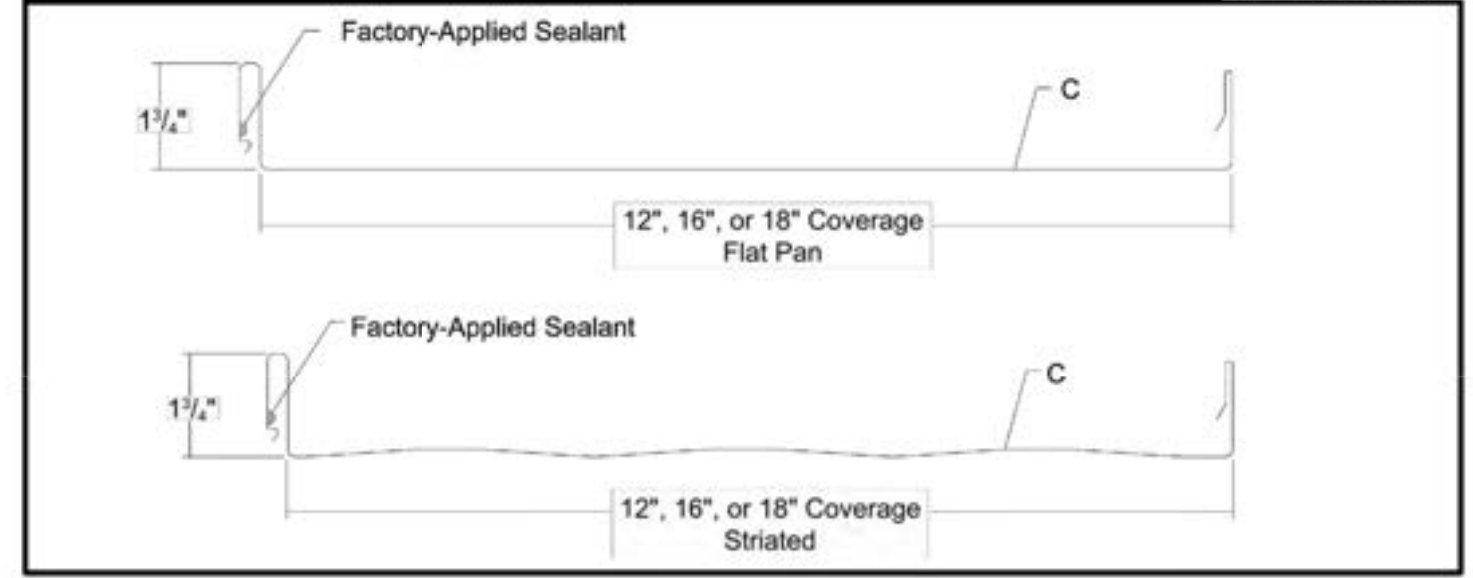 Factory-Applied Sealant
C
1³/₄"
12", 16", or 18" Coverage
Flat Pan
Factory-Applied Sealant
C
1³/₄"
12", 16", or 18" Coverage
Striated